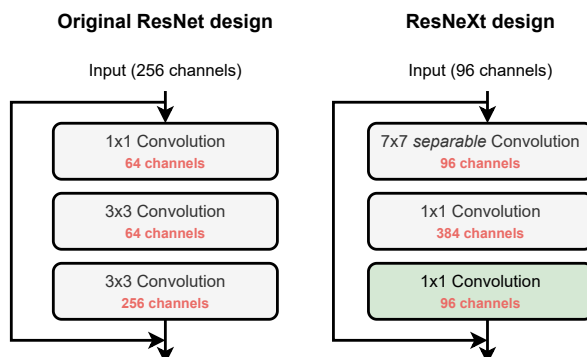 Original ResNet design
Input (256 channels)
1x1 Convolution
64 channels
3x3 Convolution
64 channels
3x3 Convolution
256 channels
ResNeXt design
Input (96 channels)
7x7 separable Convolution
96 channels
1x1 Convolution
384 channels
1x1 Convolution
96 channels